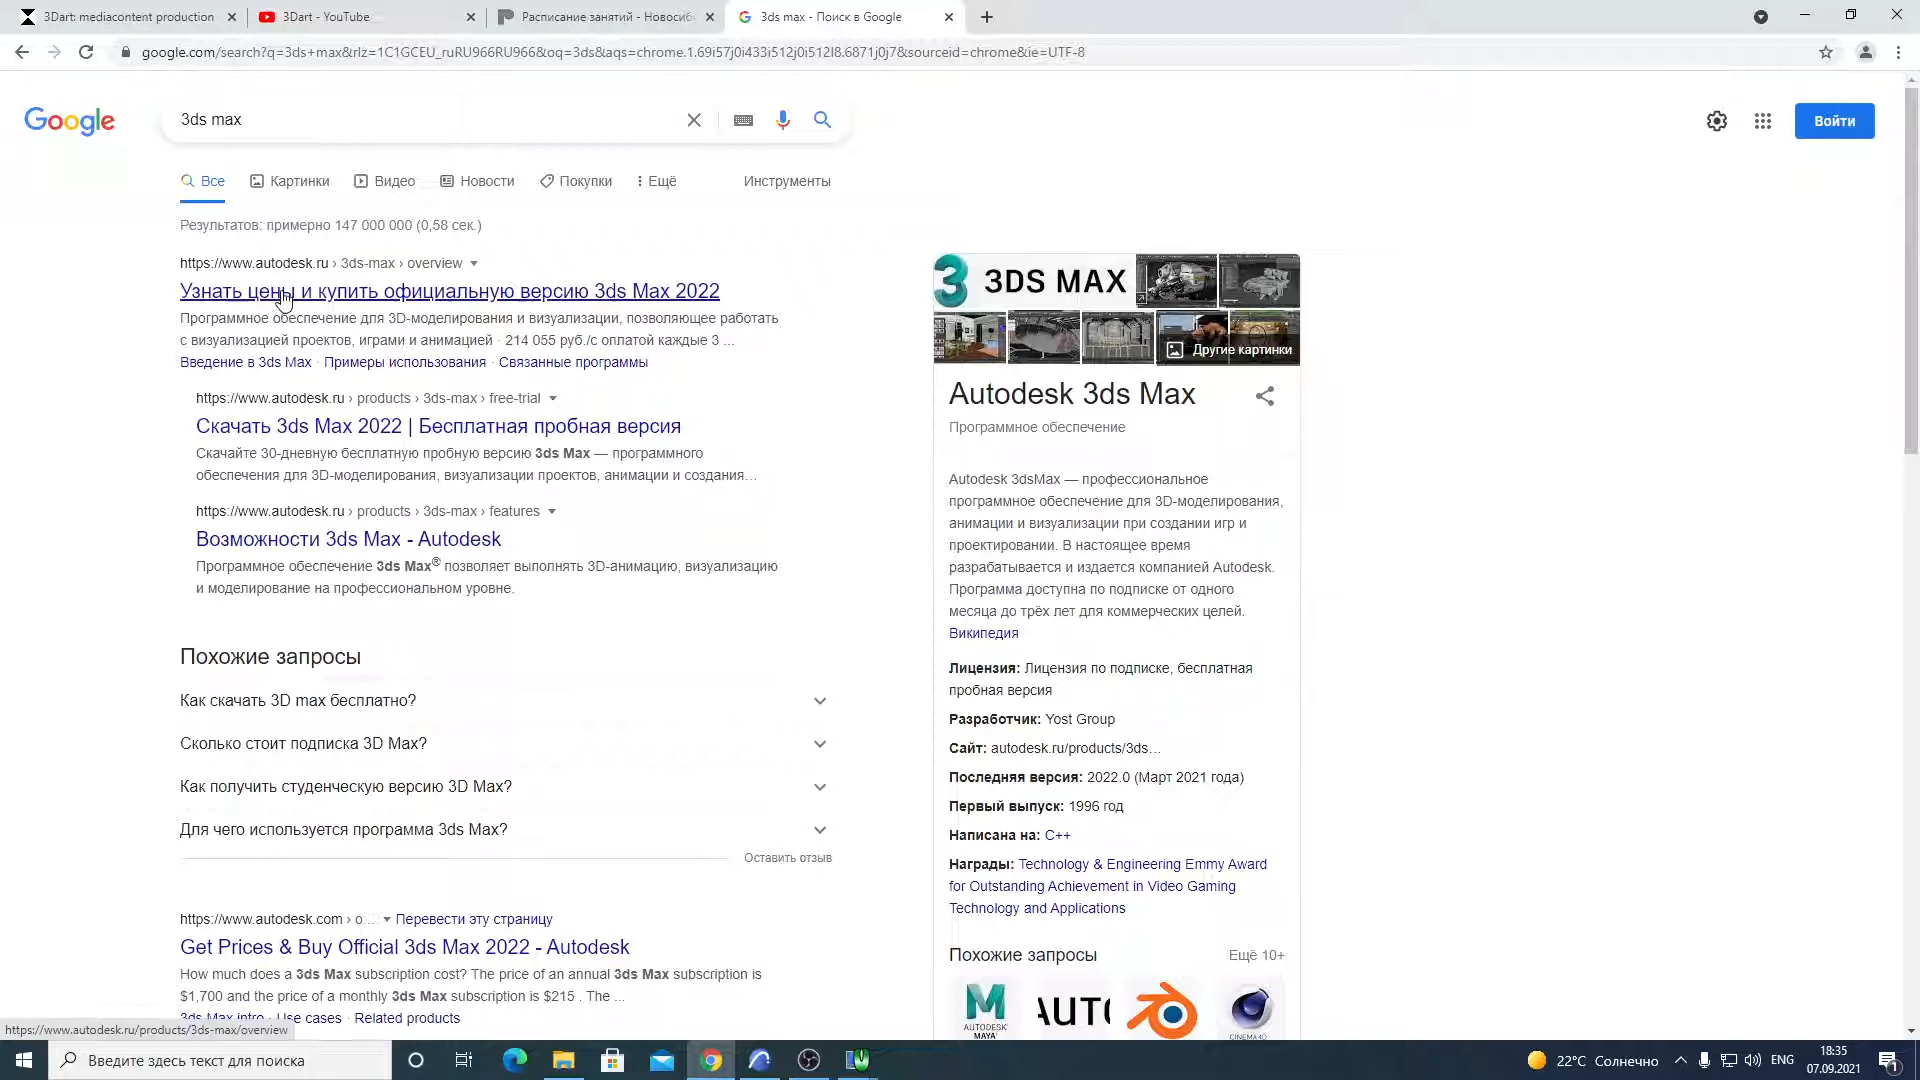 3Dart: mediacontent production
3Dart - YouTube
Расписание занятий - Новосиб
3ds max - Поиск в Google
google.com/search?q=3ds+max&rlz=1C1GCEU_ruRU966RU966&oq=3ds&aqs=chrome.1.69i57j0i433i512j0i512l8.6871j0j7&sourceid=chrome&ie=UTF-8
Google
3ds max
Войти
Все
Картинки
Видео
Новости
Покупки
Ещё
Инструменты
Результатов: примерно 147 000 000 (0,58 сек.)
https://www.autodesk.ru › 3ds-max › overview
Узнать цены и купить официальную версию 3ds Max 2022
Программное обеспечение для 3D-моделирования и визуализации, позволяющее работать
с визуализацией проектов, играми и анимацией · 214 055 руб./с оплатой каждые 3 ...
Введение в 3ds Max · Примеры использования · Связанные программы
https://www.autodesk.ru › products › 3ds-max › free-trial
Скачать 3ds Max 2022 | Бесплатная пробная версия
Скачайте 30-дневную бесплатную пробную версию 3ds Max — программного
обеспечения для 3D-моделирования, визуализации проектов, анимации и создания…
https://www.autodesk.ru › products › 3ds-max › features
Возможности 3ds Max - Autodesk
Программное обеспечение 3ds Max® позволяет выполнять 3D-анимацию, визуализацию
и моделирование на профессиональном уровне.
Похожие запросы
Как скачать 3D max бесплатно?
Сколько стоит подписка 3D Max?
Как получить студенческую версию 3D Max?
Для чего используется программа 3ds Max?
Оставить отзыв
https://www.autodesk.com › o... Перевести эту страницу
Get Prices & Buy Official 3ds Max 2022 - Autodesk
How much does a 3ds Max subscription cost? The price of an annual 3ds Max subscription is
$1,700 and the price of a monthly 3ds Max subscription is $215 . The ...
3ds Max intro · Use cases · Related products
https://www.autodesk.ru/products/3ds-max/overview
3 3DS MAX
Другие картинки
Autodesk 3ds Max
Программное обеспечение
Autodesk 3dsMax — профессиональное
программное обеспечение для 3D-моделирования,
анимации и визуализации при создании игр и
проектировании. В настоящее время
разрабатывается и издается компанией Autodesk.
Программа доступна по подписке от одного
месяца до трёх лет для коммерческих целей.
Википедия
Лицензия: Лицензия по подписке, бесплатная
пробная версия
Разработчик: Yost Group
Сайт: autodesk.ru/products/3ds…
Последняя версия: 2022.0 (Март 2021 года)
Первый выпуск: 1996 год
Написана на: C++
Награды: Technology & Engineering Emmy Award
for Outstanding Achievement in Video Gaming
Technology and Applications
Похожие запросы
Ещё 10+
M
AUTODESK
MAYA
AUTO
CINEMA4D
Введите здесь текст для поиска
22°C Солнечно
ENG
18:35
07.09.2021
1